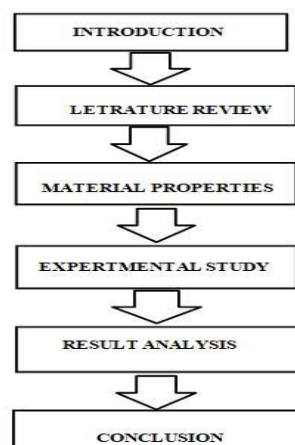 INTRODUCTION
LETRATURE REVIEW
MATERIAL PROPERTIES
EXPERTMENTAL STUDY
RESULT ANALYSIS
CONCLUSION